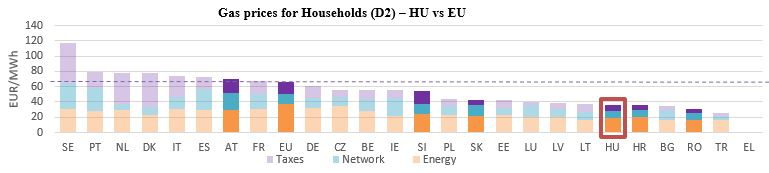 Gas prices for Households (D2) – HU vs EU
EUR/MWh
140
120
100
80
60
40
20
0
SE PT NL DK IT ES AT FR EU DE CZ BE IE SI PL SK EE LU LV LT HU HR BG RO TR EL
Taxes Network Energy